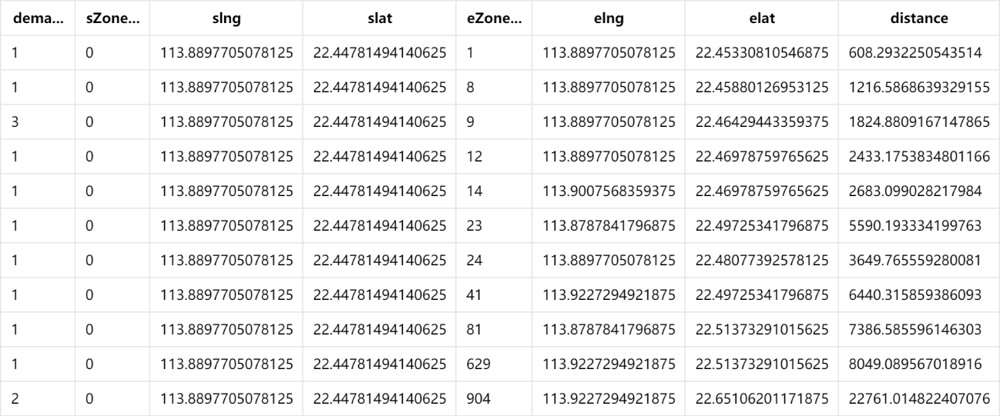 dema... sZone... slng slat eZone... elng elat distance
1 0 113.8897705078125 22.44781494140625 1 113.8897705078125 22.45330810546875 608.2932250543514
1 0 113.8897705078125 22.44781494140625 8 113.8897705078125 22.45880126953125 1216.5868639329155
3 0 113.8897705078125 22.44781494140625 9 113.8897705078125 22.46429443359375 1824.8809167147865
1 0 113.8897705078125 22.44781494140625 12 113.8897705078125 22.46978759765625 2433.1753834801166
1 0 113.8897705078125 22.44781494140625 14 113.9007568359375 22.46978759765625 2683.099028217984
1 0 113.8897705078125 22.44781494140625 23 113.8787841796875 22.49725341796875 5590.193334199763
1 0 113.8897705078125 22.44781494140625 24 113.8897705078125 22.48077392578125 3649.765559280081
1 0 113.8897705078125 22.44781494140625 41 113.9227294921875 22.49725341796875 6440.315859386093
1 0 113.8897705078125 22.44781494140625 81 113.8787841796875 22.51373291015625 7386.585596146303
1 0 113.8897705078125 22.44781494140625 629 113.9227294921875 22.51373291015625 8049.089567018916
2 0 113.8897705078125 22.44781494140625 904 113.9227294921875 22.65106201171875 22761.014822407076